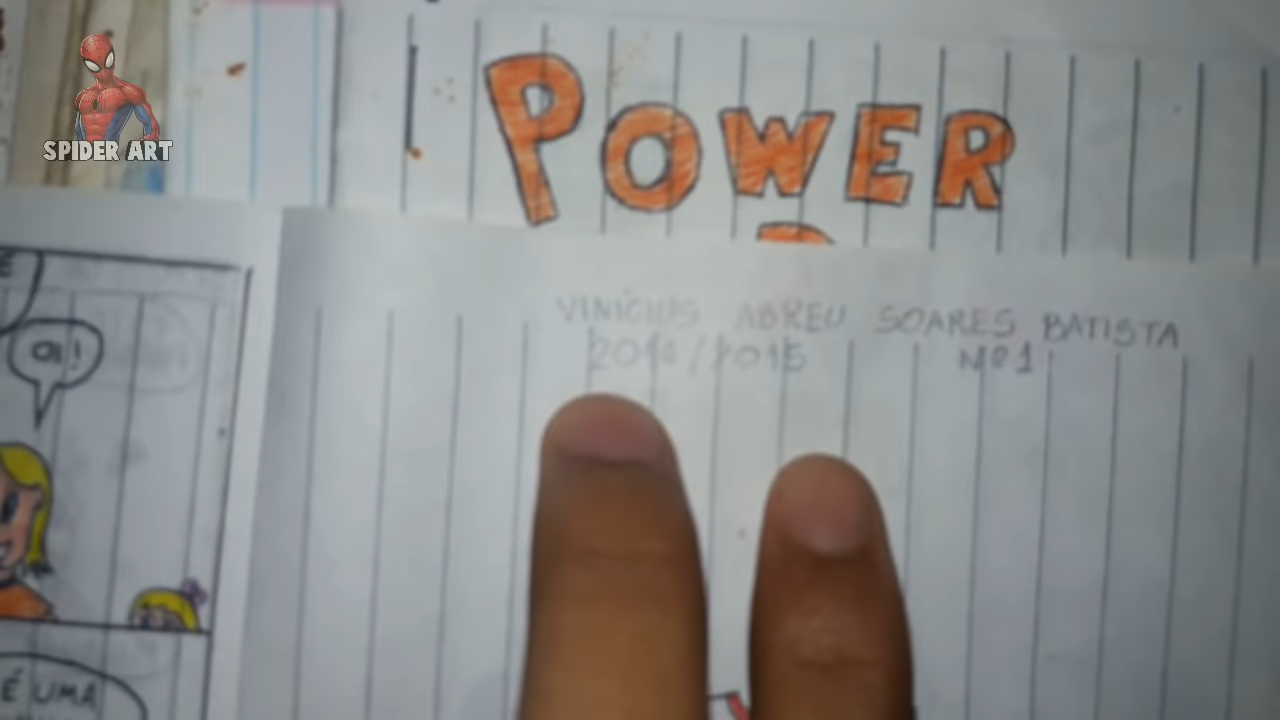 SPIDER ART
POWER
VINICIUS ABREU SOARES BATISTA
2014/2015 Nº1
OI!
É UMA